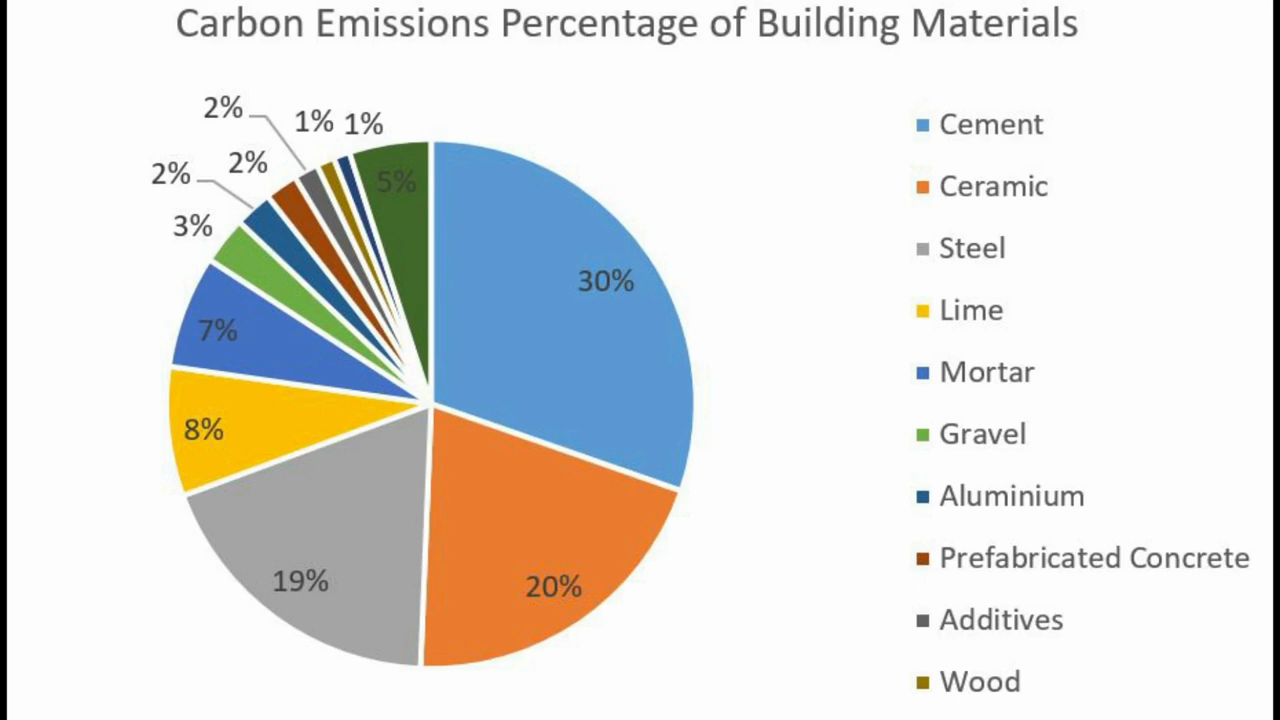 Carbon Emissions Percentage of Building Materials
2%
1% 1%
2%
2%
5%
3%
30%
7%
8%
19%
20%
Cement
Ceramic
Steel
Lime
Mortar
Gravel
Aluminium
Prefabricated Concrete
Additives
Wood